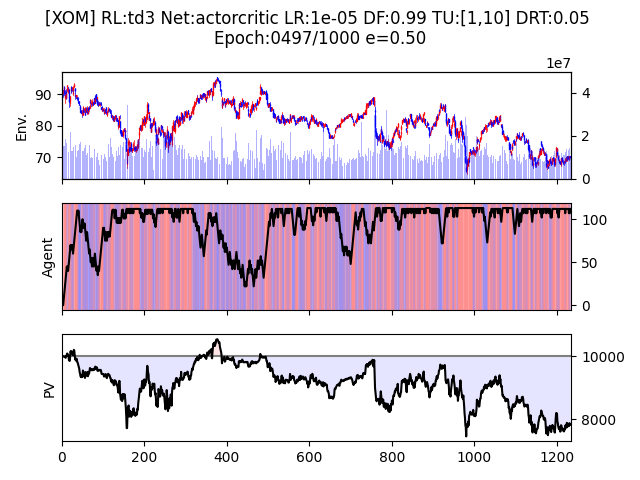 [XOM] RL:td3 Net:actorcritic LR:1e-05 DF:0.99 TU:[1,10] DRT:0.05
Epoch:0497/1000 e=0.50
1e7
Env.
90
80
70
4
2
0
Agent
100
50
0
PV
10000
8000
0 200 400 600 800 1000 1200